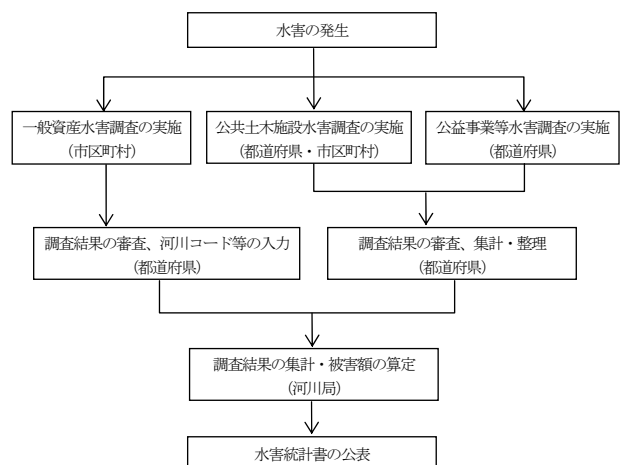 水害の発生
一般資産水害調査の実施
(市区町村)
公共土木施設水害調査の実施
(都道府県・市区町村)
公益事業等水害調査の実施
(都道府県)
調査結果の審査、河川コード等の入力
(都道府県)
調査結果の審査、集計・整理
(都道府県)
調査結果の集計・被害額の算定
(河川局)
水害統計書の公表